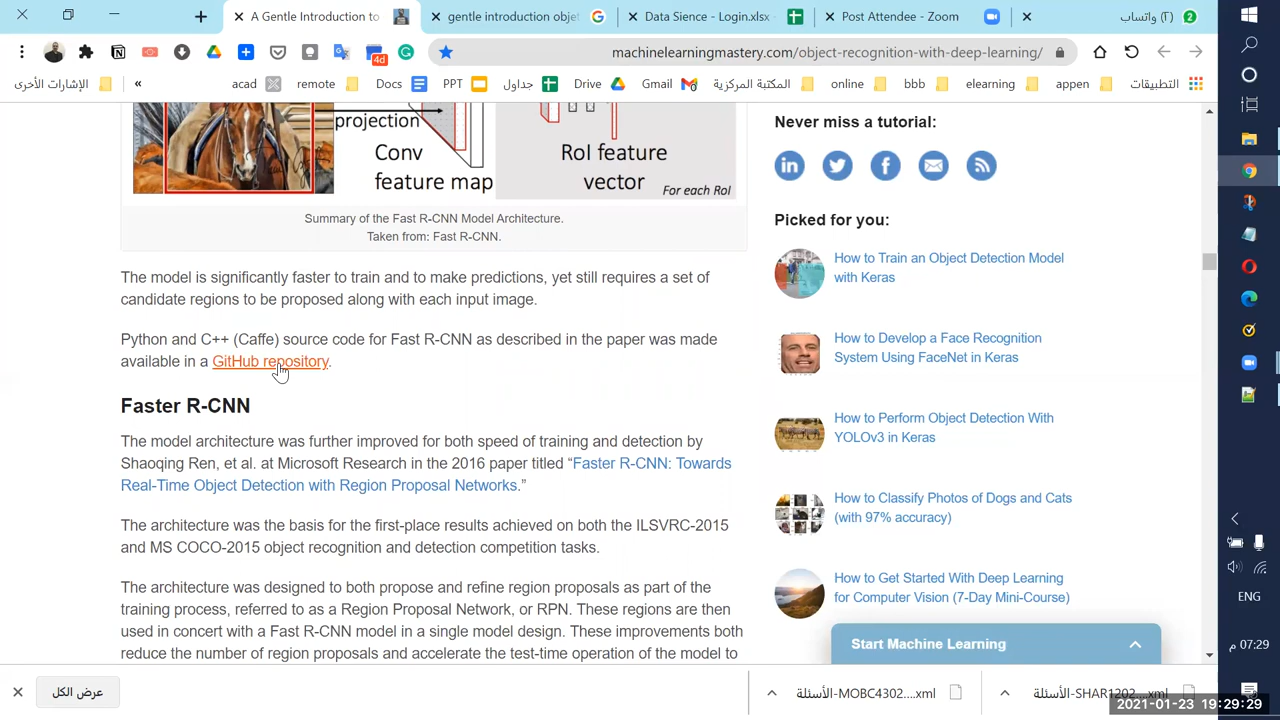 A Gentle Introduction to
gentle introduction objet
Data Sience - Login.xlsx
Post Attendee - Zoom
(٢) واتساب
2
4d
machinelearningmastery.com/object-recognition-with-deep-learning/
الإشارات الأخرى
«
acad
remote
Docs
PPT
جداول
Drive
Gmail
المكتبة المركزية
online
bbb
elearning
appen
التطبيقات
projection
Conv
feature map
RoI feature
vector
For each RoI
Summary of the Fast R-CNN Model Architecture.
Taken from: Fast R-CNN.
The model is significantly faster to train and to make predictions, yet still requires a set of
candidate regions to be proposed along with each input image.
Python and C++ (Caffe) source code for Fast R-CNN as described in the paper was made
available in a GitHub repository.
Faster R-CNN
The model architecture was further improved for both speed of training and detection by
Shaoqing Ren, et al. at Microsoft Research in the 2016 paper titled “Faster R-CNN: Towards
Real-Time Object Detection with Region Proposal Networks.”
The architecture was the basis for the first-place results achieved on both the ILSVRC-2015
and MS COCO-2015 object recognition and detection competition tasks.
The architecture was designed to both propose and refine region proposals as part of the
training process, referred to as a Region Proposal Network, or RPN. These regions are then
used in concert with a Fast R-CNN model in a single model design. These improvements both
reduce the number of region proposals and accelerate the test-time operation of the model to
Never miss a tutorial:
Picked for you:
How to Train an Object Detection Model
with Keras
How to Develop a Face Recognition
System Using FaceNet in Keras
How to Perform Object Detection With
YOLOv3 in Keras
How to Classify Photos of Dogs and Cats
(with 97% accuracy)
How to Get Started With Deep Learning
for Computer Vision (7-Day Mini-Course)
Start Machine Learning
ENG
07:29 م
عرض الكل
الأسئلة-MOBC4302....xml
الأسئلة-SHAR1202....xml
2021-01-23 19:29:29